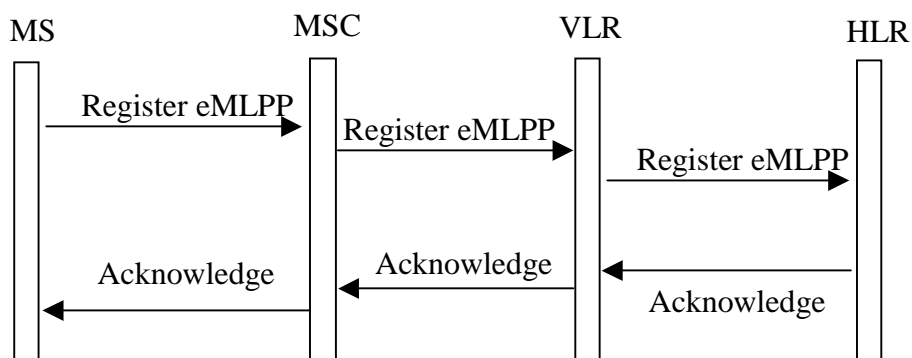 MS
MSC
VLR
HLR
Register eMLPP
Register eMLPP
Register eMLPP
Acknowledge
Acknowledge
Acknowledge